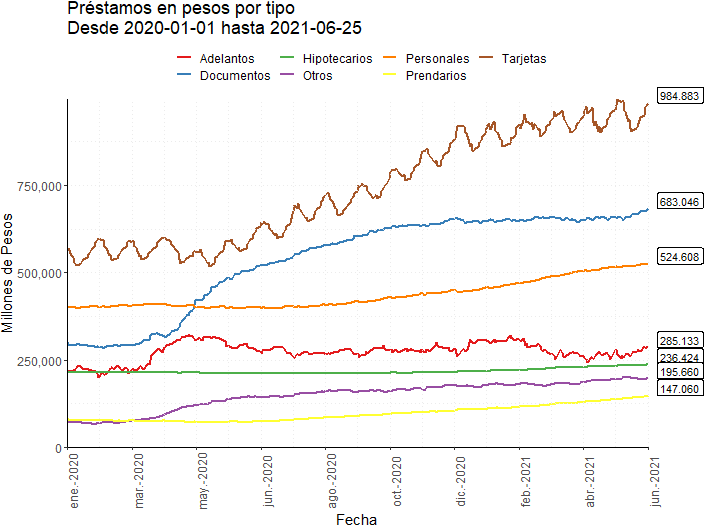 Préstamos en pesos por tipo
Desde 2020-01-01 hasta 2021-06-25
Adelantos Hipotecarios Personales Tarjetas
Documentos Otros Prendarios
984.883
750,000
683.046
Millones de Pesos
524.608
500,000
285.133
236.424
250,000
195.660
147.060
0
ene.-2020 mar.-2020 may.-2020 jun.-2020 ago.-2020 oct.-2020 dic.-2020 feb.-2021 abr.-2021 jun.-2021
Fecha